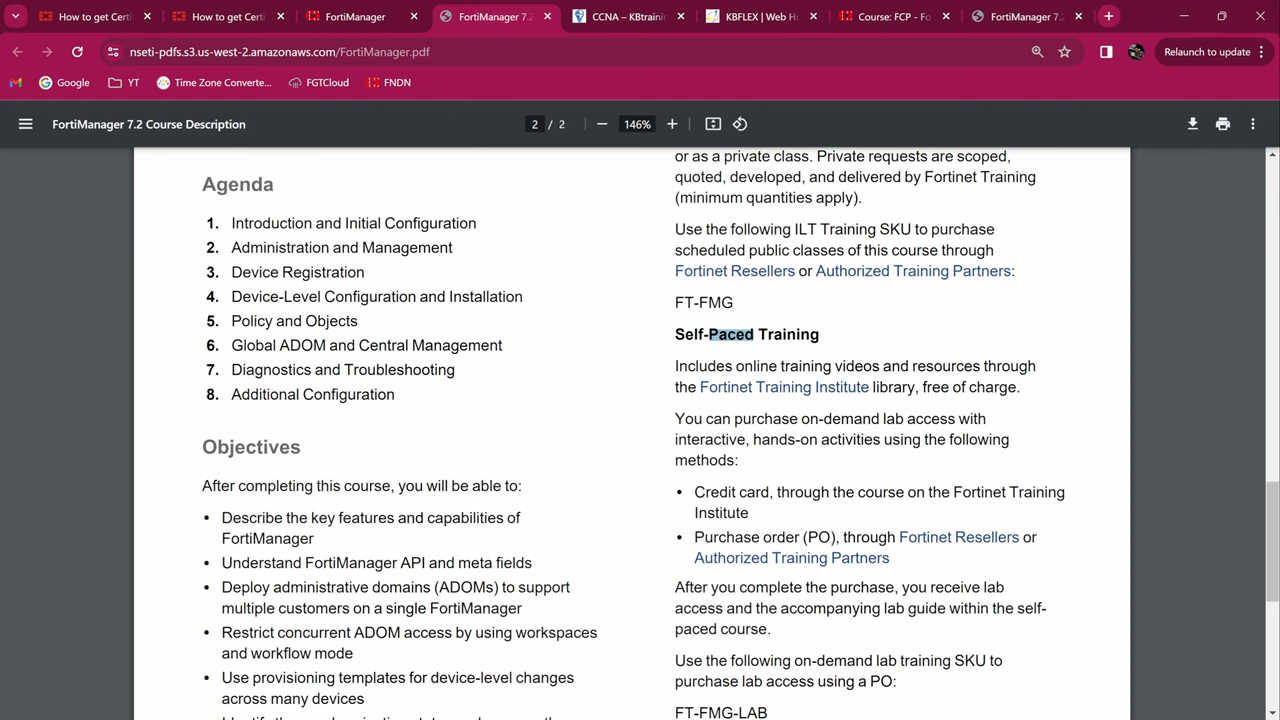 How to get Certi
How to get Certi
FortiManager
FortiManager 7.2
CCNA – KBtrainin
KBFLEX | Web H
Course: FCP - Fo
FortiManager 7.2
nseti-pdfs.s3.us-west-2.amazonaws.com/FortiManager.pdf
Relaunch to update
Google
YT
Time Zone Converte...
FGTCloud
FNDN
FortiManager 7.2 Course Description
2 / 2
146%
Agenda
1. Introduction and Initial Configuration
2. Administration and Management
3. Device Registration
4. Device-Level Configuration and Installation
5. Policy and Objects
6. Global ADOM and Central Management
7. Diagnostics and Troubleshooting
8. Additional Configuration
Objectives
After completing this course, you will be able to:
• Describe the key features and capabilities of
FortiManager
• Understand FortiManager API and meta fields
• Deploy administrative domains (ADOMs) to support
multiple customers on a single FortiManager
• Restrict concurrent ADOM access by using workspaces
and workflow mode
• Use provisioning templates for device-level changes
across many devices
or as a private class. Private requests are scoped,
quoted, developed, and delivered by Fortinet Training
(minimum quantities apply).
Use the following ILT Training SKU to purchase
scheduled public classes of this course through
Fortinet Resellers or Authorized Training Partners:
FT-FMG
Self-Paced Training
Includes online training videos and resources through
the Fortinet Training Institute library, free of charge.
You can purchase on-demand lab access with
interactive, hands-on activities using the following
methods:
• Credit card, through the course on the Fortinet Training
Institute
• Purchase order (PO), through Fortinet Resellers or
Authorized Training Partners
After you complete the purchase, you receive lab
access and the accompanying lab guide within the self-
paced course.
Use the following on-demand lab training SKU to
purchase lab access using a PO:
FT-FMG-LAB